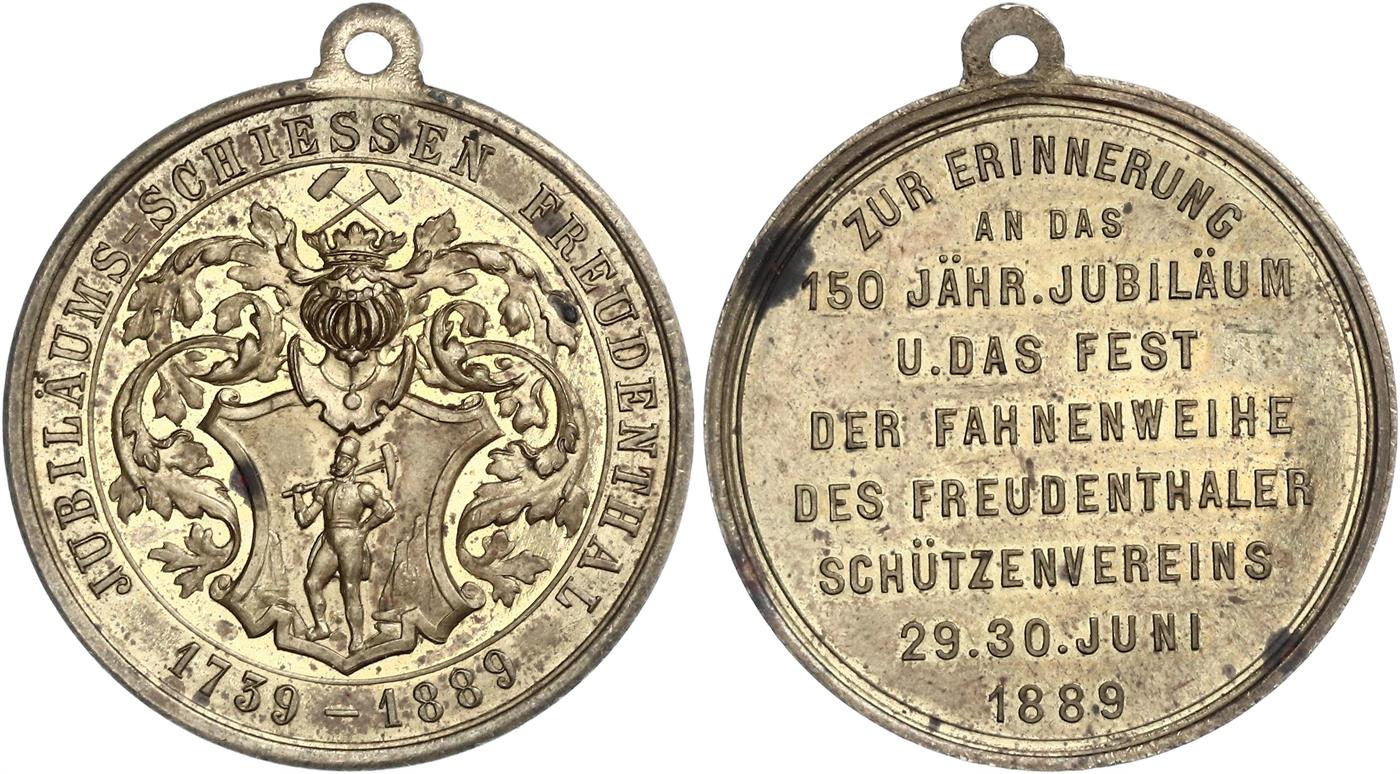 JUBILÄUMS-SCHIESSEN FREUDENTHAL
1739 – 1889
ZUR ERINNERUNG
AN DAS
150 JÄHR. JUBILÄUM
U. DAS FEST
DER FAHNENWEIHE
DES FREUDENTHALER
SCHÜTZENVEREINS
29.30. JUNI
1889